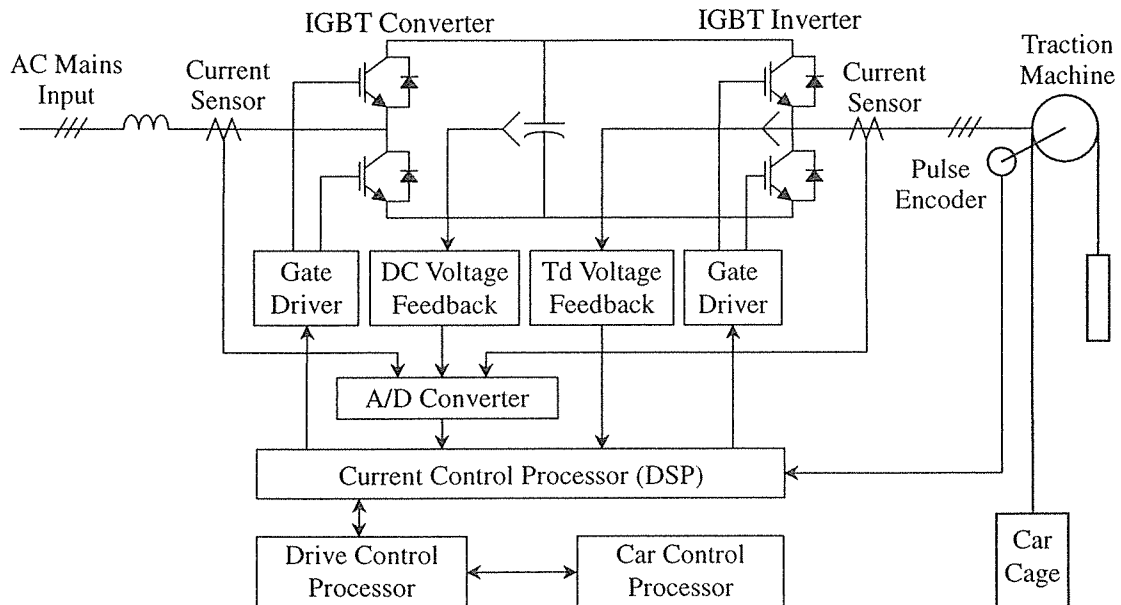 IGBT Converter
IGBT Inverter
AC Mains
Input
Current
Sensor
Current
Sensor
Traction
Machine
Pulse
Encoder
Gate
Driver
DC Voltage
Feedback
Td Voltage
Feedback
Gate
Driver
A/D Converter
Current Control Processor (DSP)
Drive Control
Processor
Car Control
Processor
Car
Cage